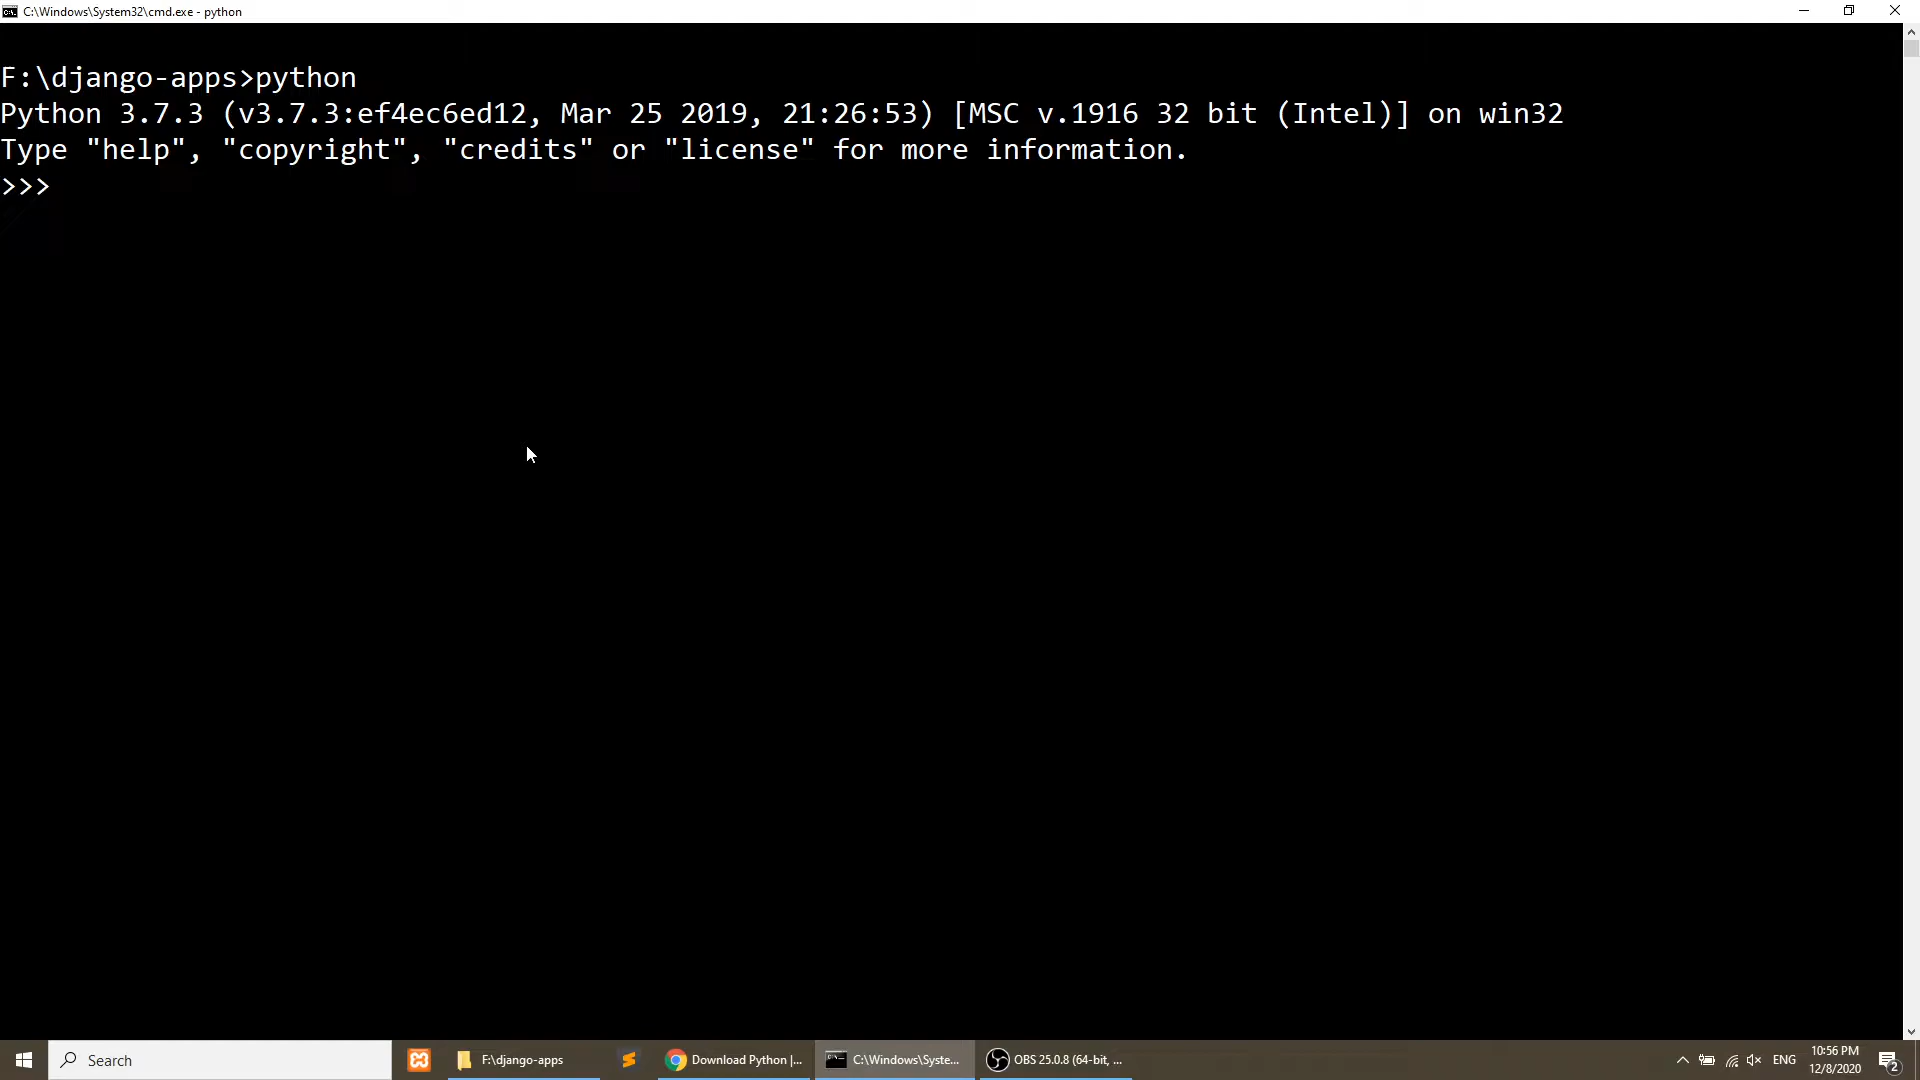 C:\Windows\System32\cmd.exe - python
F:\django-apps>python
Python 3.7.3 (v3.7.3:ef4ec6ed12, Mar 25 2019, 21:26:53) [MSC v.1916 32 bit (Intel)] on win32
Type "help", "copyright", "credits" or "license" for more information.
>>>
Search
F:\django-apps
Download Python |...
C:\Windows\Syste...
OBS 25.0.8 (64-bit, ...
ENG
10:56 PM
12/8/2020
2